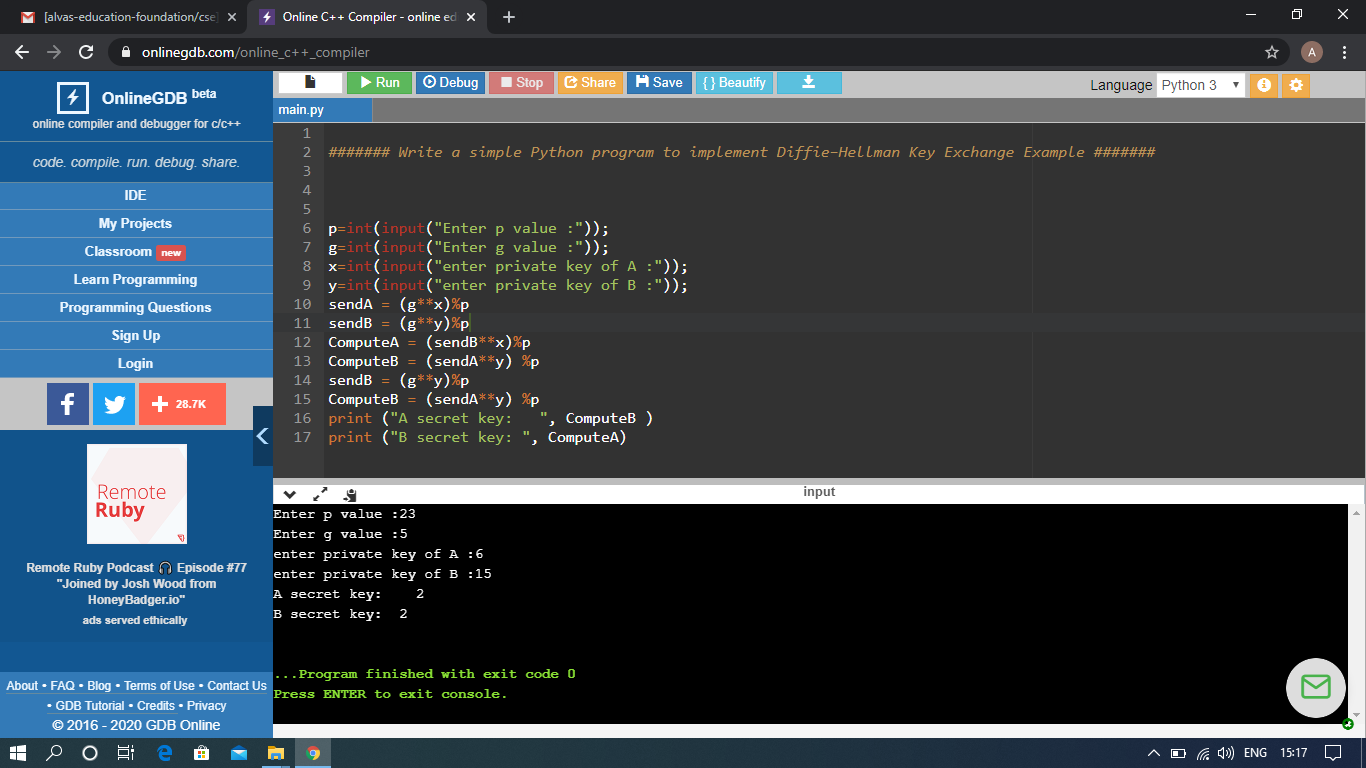 [alvas-education-foundation/cse]
Online C++ Compiler - online ed
onlinegdb.com/online_c++_compiler
A
OnlineGDB beta
online compiler and debugger for c/c++
code. compile. run. debug. share.
IDE
My Projects
Classroom new
Learn Programming
Programming Questions
Sign Up
Login
f
+ 28.7K
Remote
Ruby
Remote Ruby Podcast 🎧 Episode #77
"Joined by Josh Wood from
HoneyBadger.io"
ads served ethically
About • FAQ • Blog • Terms of Use • Contact Us
• GDB Tutorial • Credits • Privacy
© 2016 - 2020 GDB Online
Run Debug Stop Share Save { } Beautify
Language Python 3
main.py
1
2 ####### Write a simple Python program to implement Diffie-Hellman Key Exchange Example #######
3
4
5
6 p=int(input("Enter p value :"));
7 g=int(input("Enter g value :"));
8 x=int(input("enter private key of A :"));
9 y=int(input("enter private key of B :"));
10 sendA = (g**x)%p
11 sendB = (g**y)%p
12 ComputeA = (sendB**x)%p
13 ComputeB = (sendA**y) %p
14 sendB = (g**y)%p
15 ComputeB = (sendA**y) %p
16 print ("A secret key:   ", ComputeB )
17 print ("B secret key: ", ComputeA)
input
Enter p value :23
Enter g value :5
enter private key of A :6
enter private key of B :15
A secret key:    2
B secret key:  2
...Program finished with exit code 0
Press ENTER to exit console.
ENG 15:17